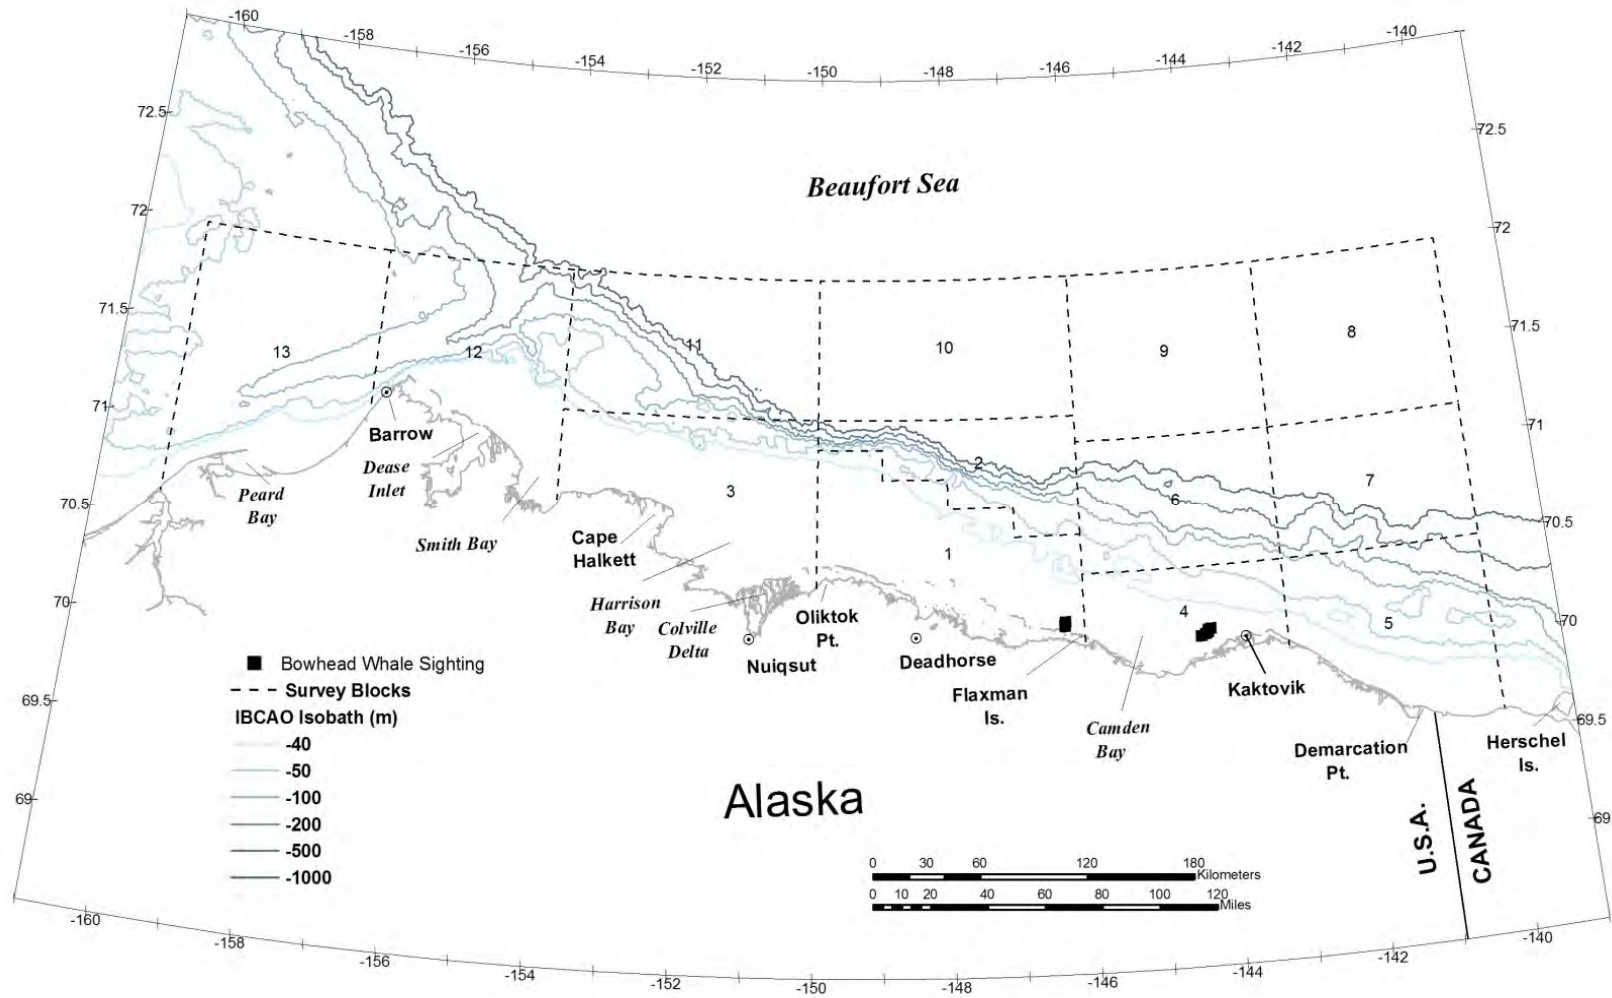 -160
-158
-156
-154
-152
-150
-148
-146
-144
-142
-140
72.5
72.5
Beaufort Sea
72
72
71.5
71.5
13
12
11
10
9
8
71
71
Barrow
Dease
Inlet
Peard
Bay
Smith Bay
3
2
6
7
70.5
70.5
Cape
Halkett
1
Harrison
Bay
Colville
Delta
Oliktok
Pt.
4
5
70
70
Nuiqsut
Deadhorse
Flaxman
Is.
Camden
Bay
Kaktovik
Demarcation
Pt.
Herschel
Is.
69.5
69.5
Bowhead Whale Sighting
Survey Blocks
IBCAO Isobath (m)
-40
-50
-100
-200
-500
-1000
69
69
Alaska
U.S.A.
CANADA
0 30 60 120 180
Kilometers
0 10 20 40 60 80 100 120
Miles
-160
-158
-156
-154
-152
-150
-148
-146
-144
-142
-140